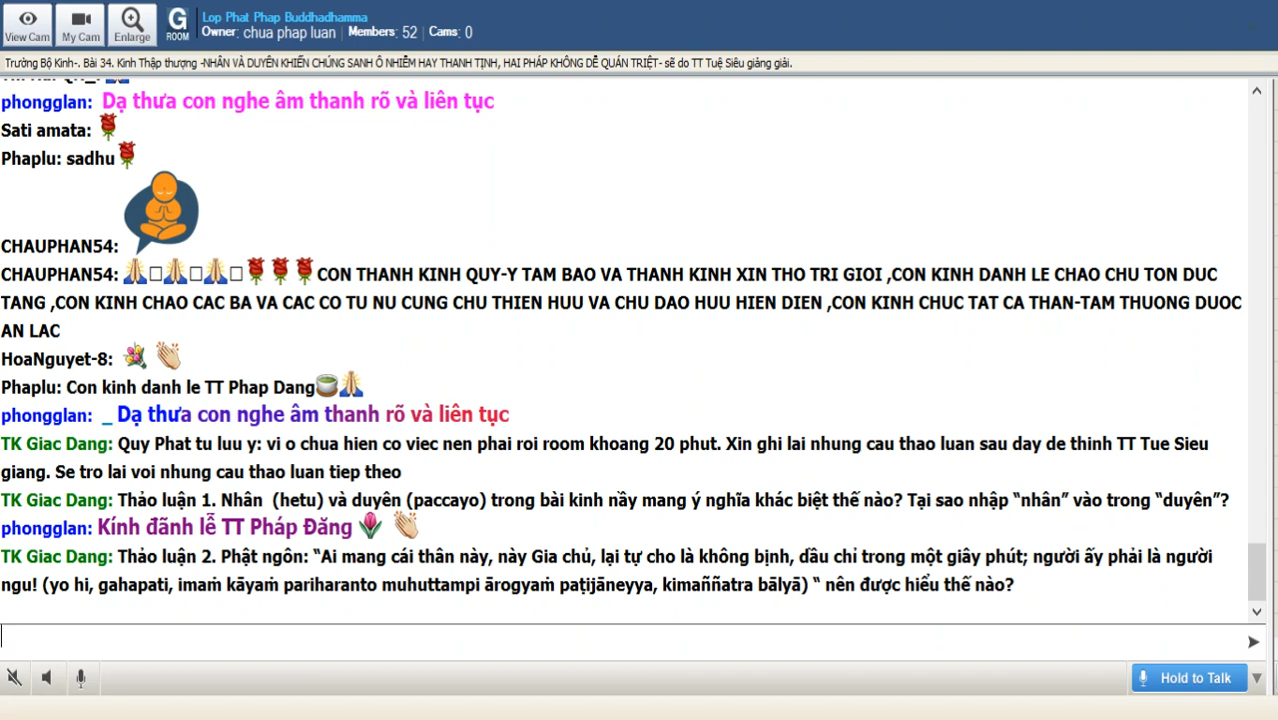 View Cam
My Cam
Enlarge
G
ROOM
Lop Phat Phap Buddhadhamma
Owner: chua phap luan | Members: 52 | Cams: 0
Trường Bộ Kinh-. Bài 34. Kinh Thập thượng -NHÂN VÀ DUYÊN KHIẾN CHÚNG SANH Ô NHIỄM HAY THANH TỊNH, HAI PHÁP KHÔNG DỄ QUÁN TRIỆT- sẽ do TT Tuệ Siêu giảng giải.
phongglan: Dạ thưa con nghe âm thanh rõ và liên tục
Sati amata:
Phaplu: sadhu
CHAUPHAN54:
CHAUPHAN54: CON THANH KINH QUY-Y TAM BAO VA THANH KINH XIN THO TRI GIOI ,CON KINH DANH LE CHAO CHU TON DUC
TANG ,CON KINH CHAO CAC BA VA CAC CO TU NU CUNG CHU THIEN HUU VA CHU DAO HUU HIEN DIEN ,CON KINH CHUC TAT CA THAN-TAM THUONG DUOC
AN LAC
HoaNguyet-8:
Phaplu: Con kinh danh le TT Phap Dang
phongglan: _ Dạ thưa con nghe âm thanh rõ và liên tục
TK Giac Dang: Quy Phat tu luu y: vi o chua hien co viec nen phai roi room khoang 20 phut. Xin ghi lai nhung cau thao luan sau day de thinh TT Tue Sieu
giang. Se tro lai voi nhung cau thao luan tiep theo
TK Giac Dang: Thảo luận 1. Nhân (hetu) và duyên (paccayo) trong bài kinh nầy mang ý nghĩa khác biệt thế nào? Tại sao nhập “nhân” vào trong “duyên”?
phongglan: Kính đãnh lễ TT Pháp Đăng
TK Giac Dang: Thảo luận 2. Phật ngôn: “Ai mang cái thân này, này Gia chủ, lại tự cho là không bịnh, dầu chỉ trong một giây phút; người ấy phải là người
ngu! (yo hi, gahapati, imaṁ kāyaṁ pariharanto muhuttampi ārogyaṁ paṭijāneyya, kimaññatra bālyā) “ nên được hiểu thế nào?
Hold to Talk